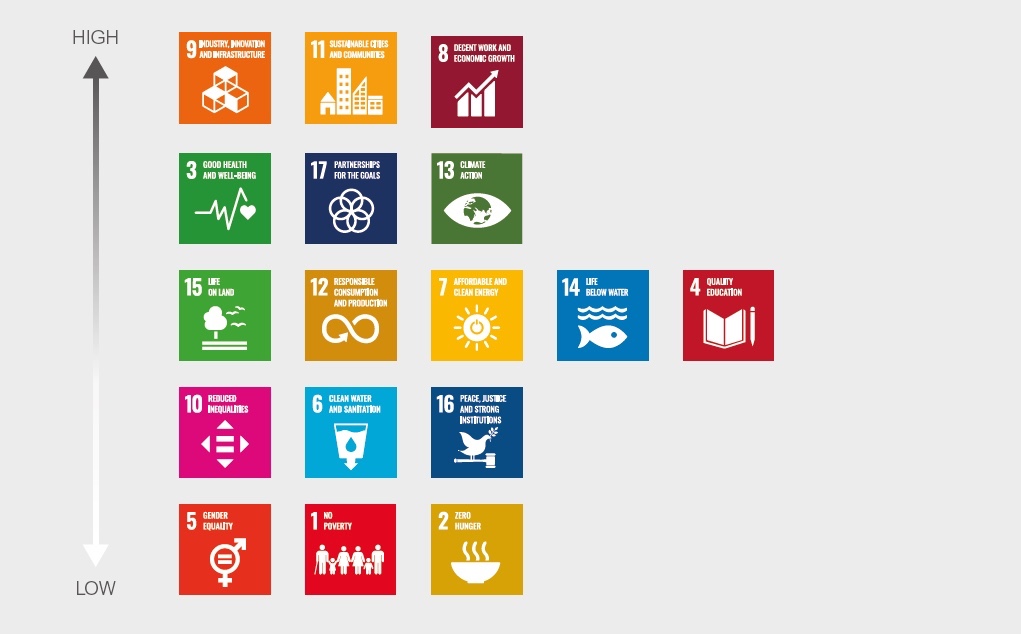 HIGH
9 INDUSTRY, INNOVATION
AND INFRASTRUCTURE
11 SUSTAINABLE CITIES
AND COMMUNITIES
8 DECENT WORK AND
ECONOMIC GROWTH
3 GOOD HEALTH
AND WELL-BEING
17 PARTNERSHIPS
FOR THE GOALS
13 CLIMATE
ACTION
15 LIFE
ON LAND
12 RESPONSIBLE
CONSUMPTION
AND PRODUCTION
7 AFFORDABLE AND
CLEAN ENERGY
14 LIFE
BELOW WATER
4 QUALITY
EDUCATION
10 REDUCED
INEQUALITIES
6 CLEAN WATER
AND SANITATION
16 PEACE, JUSTICE
AND STRONG
INSTITUTIONS
5 GENDER
EQUALITY
1 NO
POVERTY
2 ZERO
HUNGER
LOW